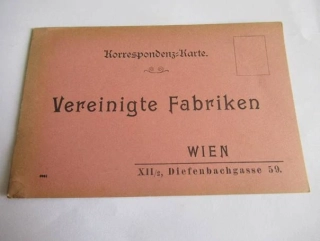 Korrespondenz-Karte.
Vereinigte Fabriken
WIEN
XII/2, Diefenbachgasse 59.